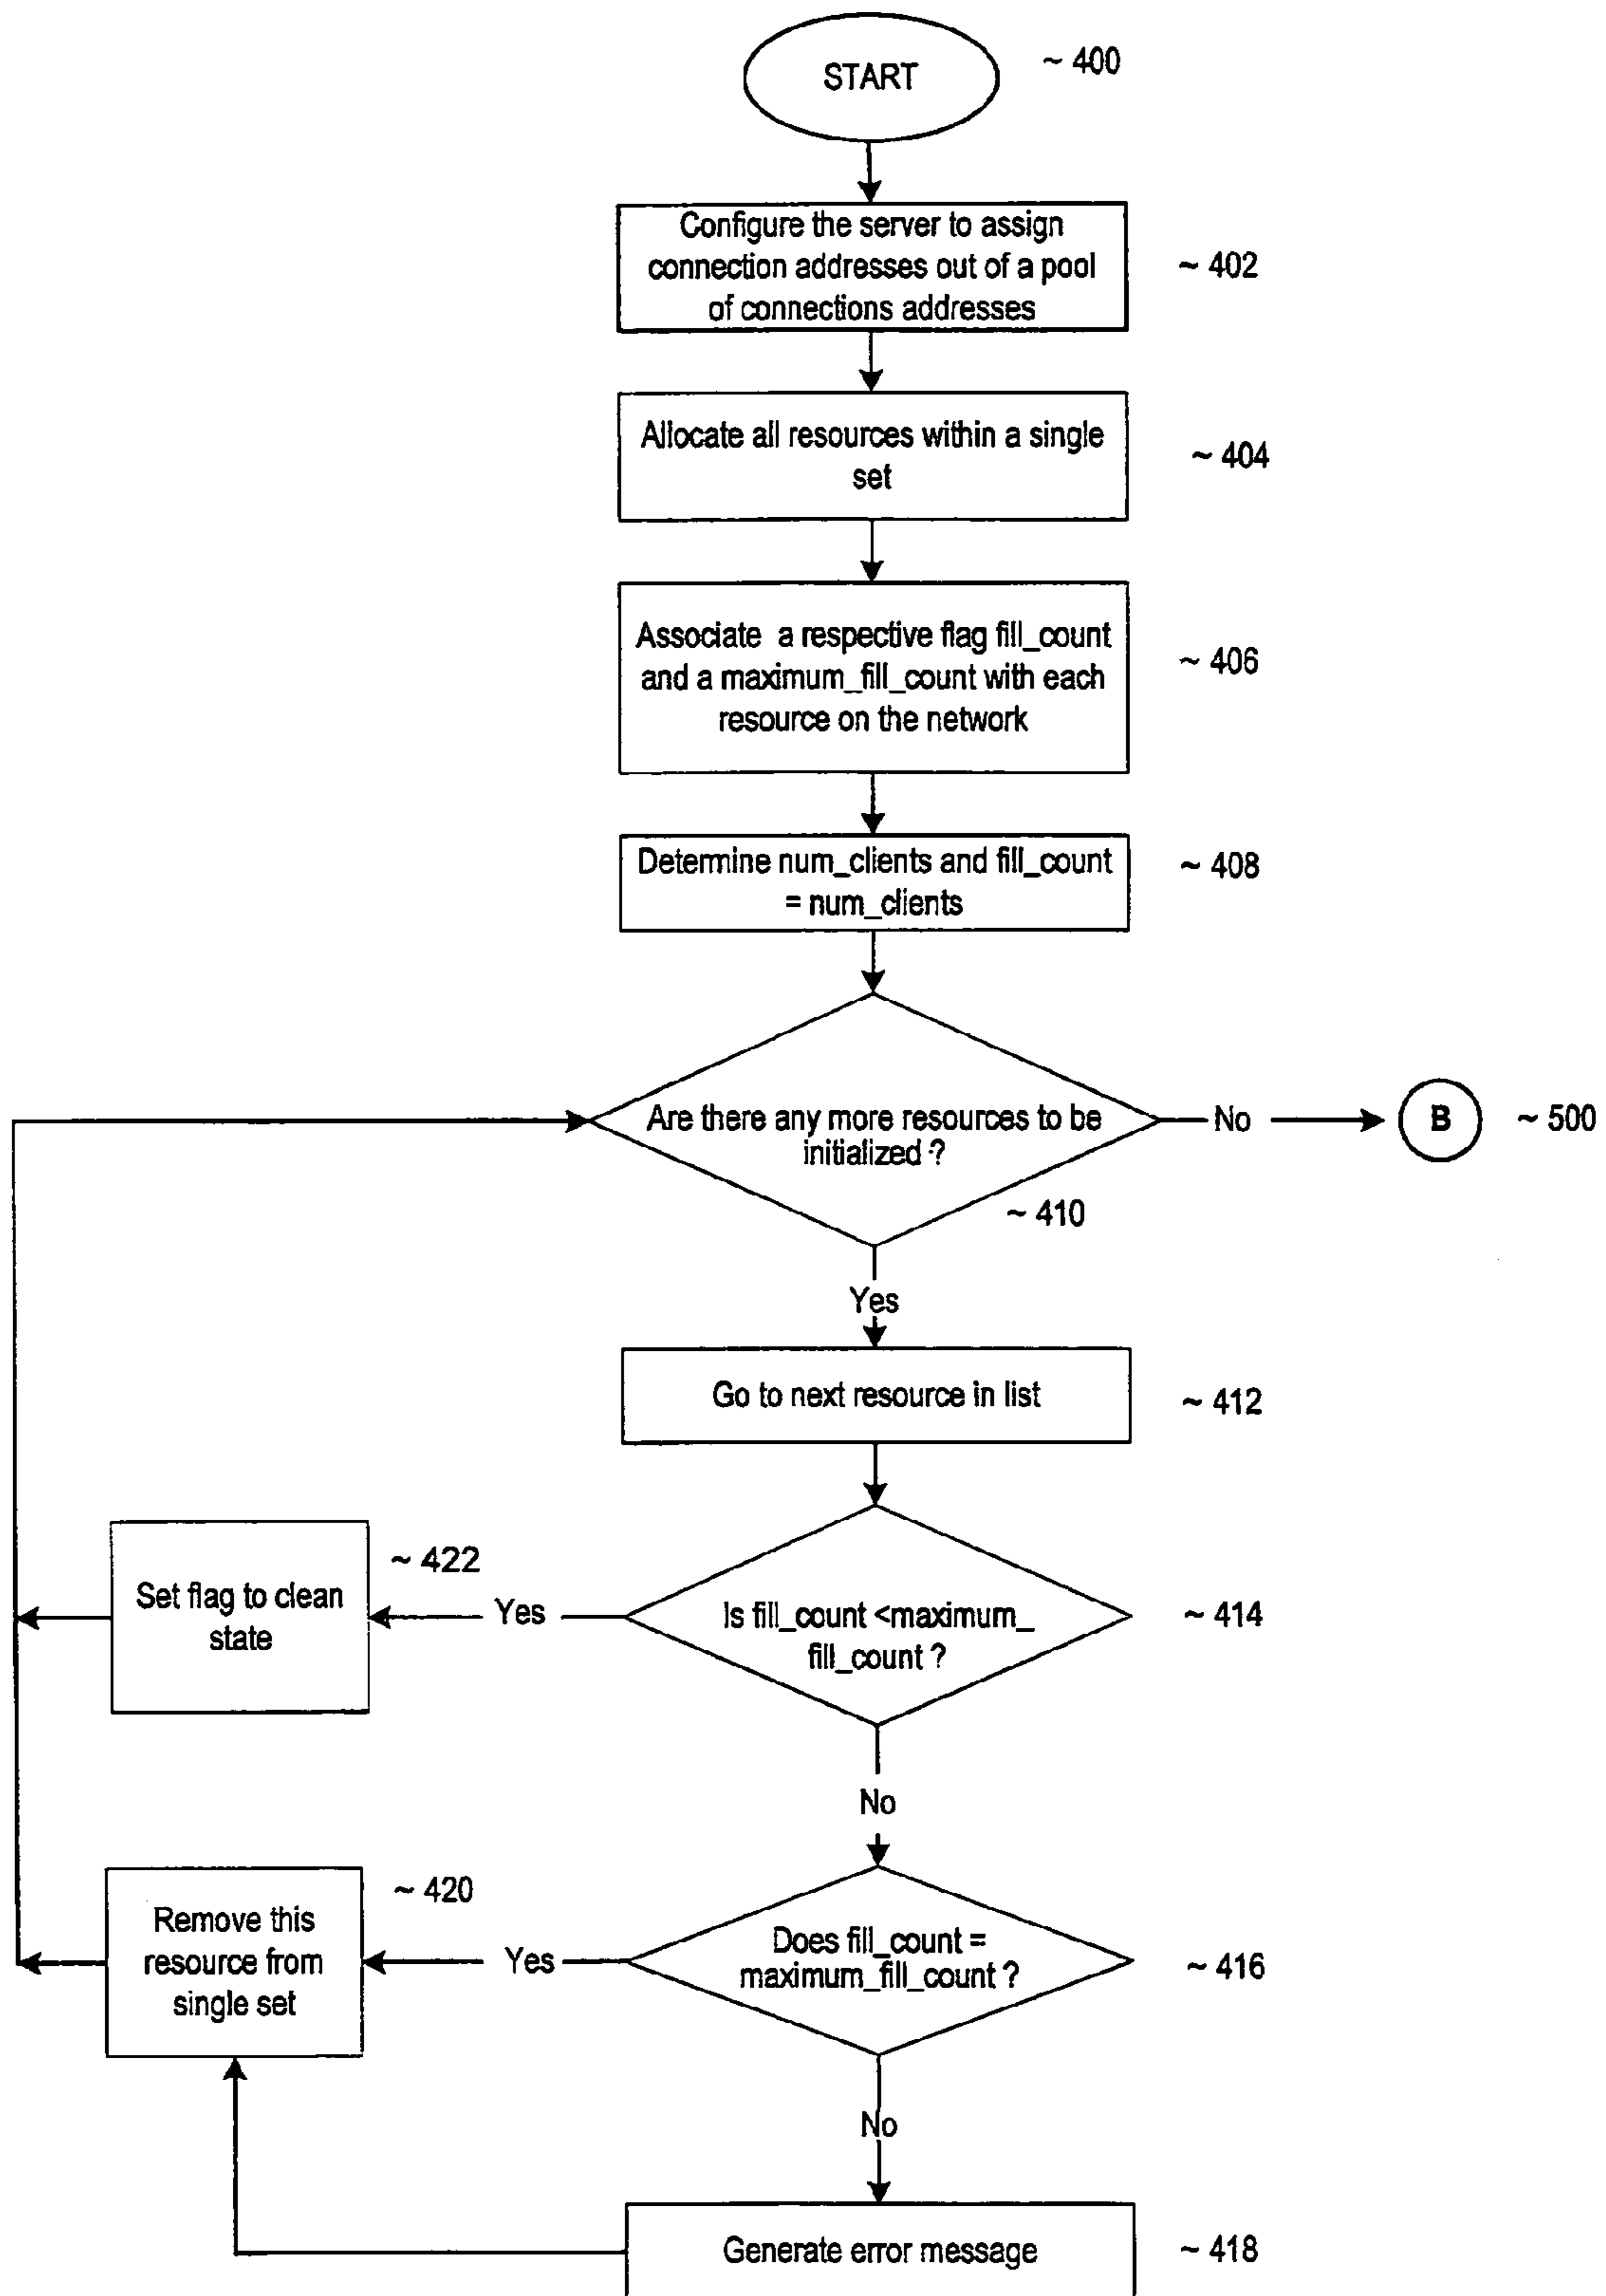 START
~ 400
Configure the server to assign
connection addresses out of a pool
of connections addresses
~ 402
Allocate all resources within a single
set
~ 404
Associate a respective flag fill_count
and a maximum_fill_count with each
resource on the network
~ 406
Determine num_clients and fill_count
= num_clients
~ 408
Are there any more resources to be
initialized ?
~ 410
No
B
~ 500
Yes
Go to next resource in list
~ 412
Is fill_count <maximum_
fill_count ?
~ 414
Yes
Set flag to clean
state
~ 422
No
Does fill_count =
maximum_fill_count ?
~ 416
Yes
Remove this
resource from
single set
~ 420
No
Generate error message
~ 418